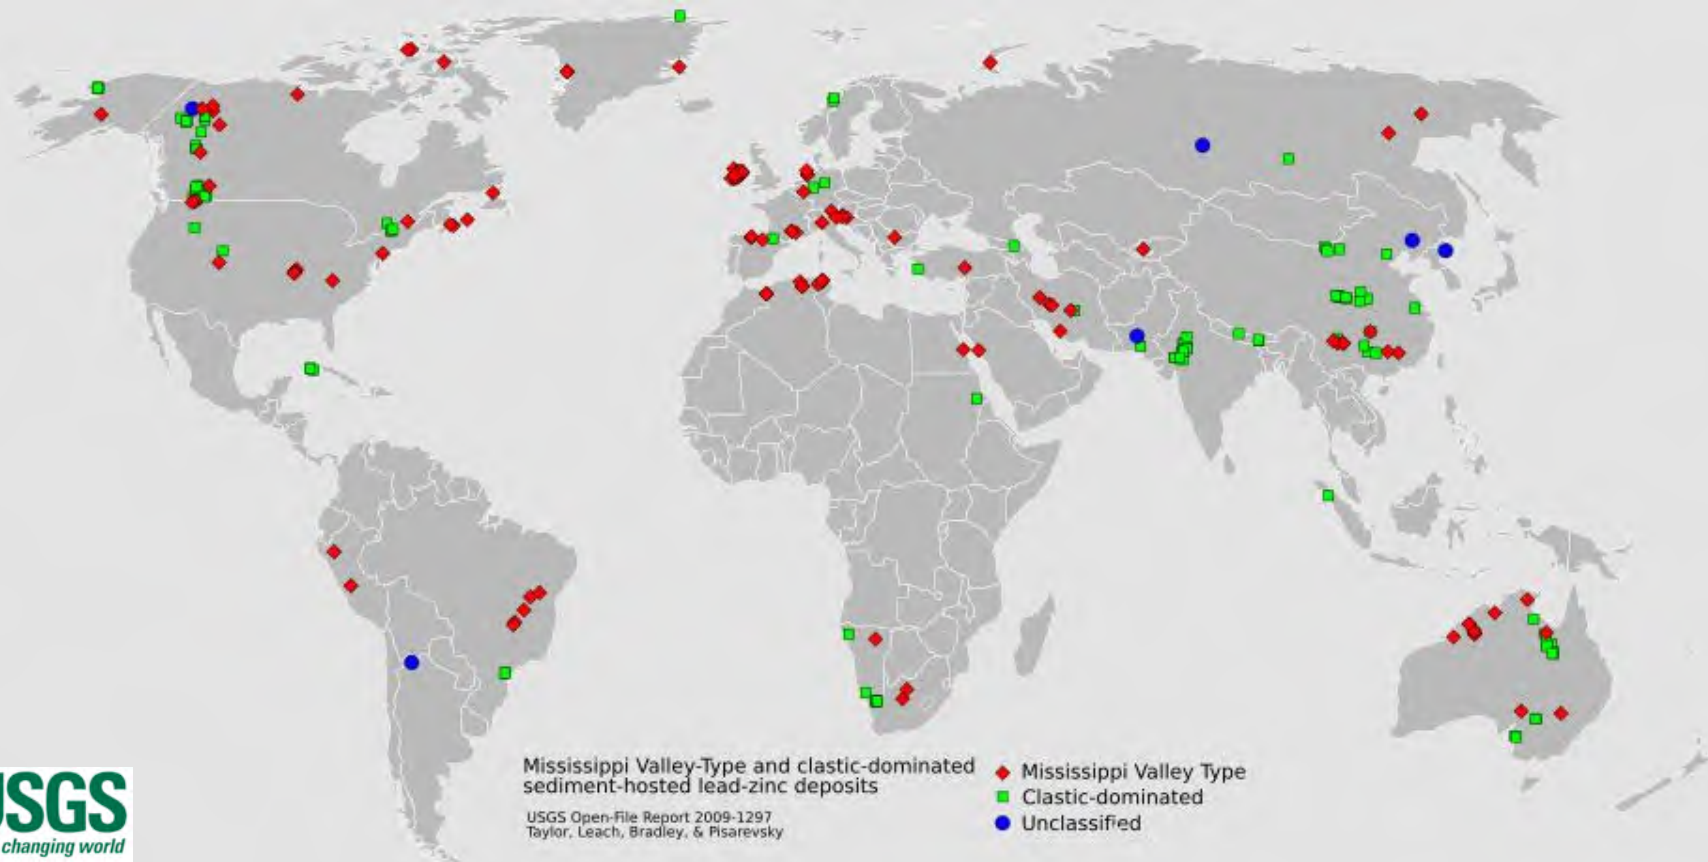 Mississippi Valley-Type and clastic-dominated
sediment-hosted lead-zinc deposits
USGS Open-File Report 2009-1297
Taylor, Leach, Bradley, & Pisarevsky
Mississippi Valley Type
Clastic-dominated
Unclassified
USGS
changing world